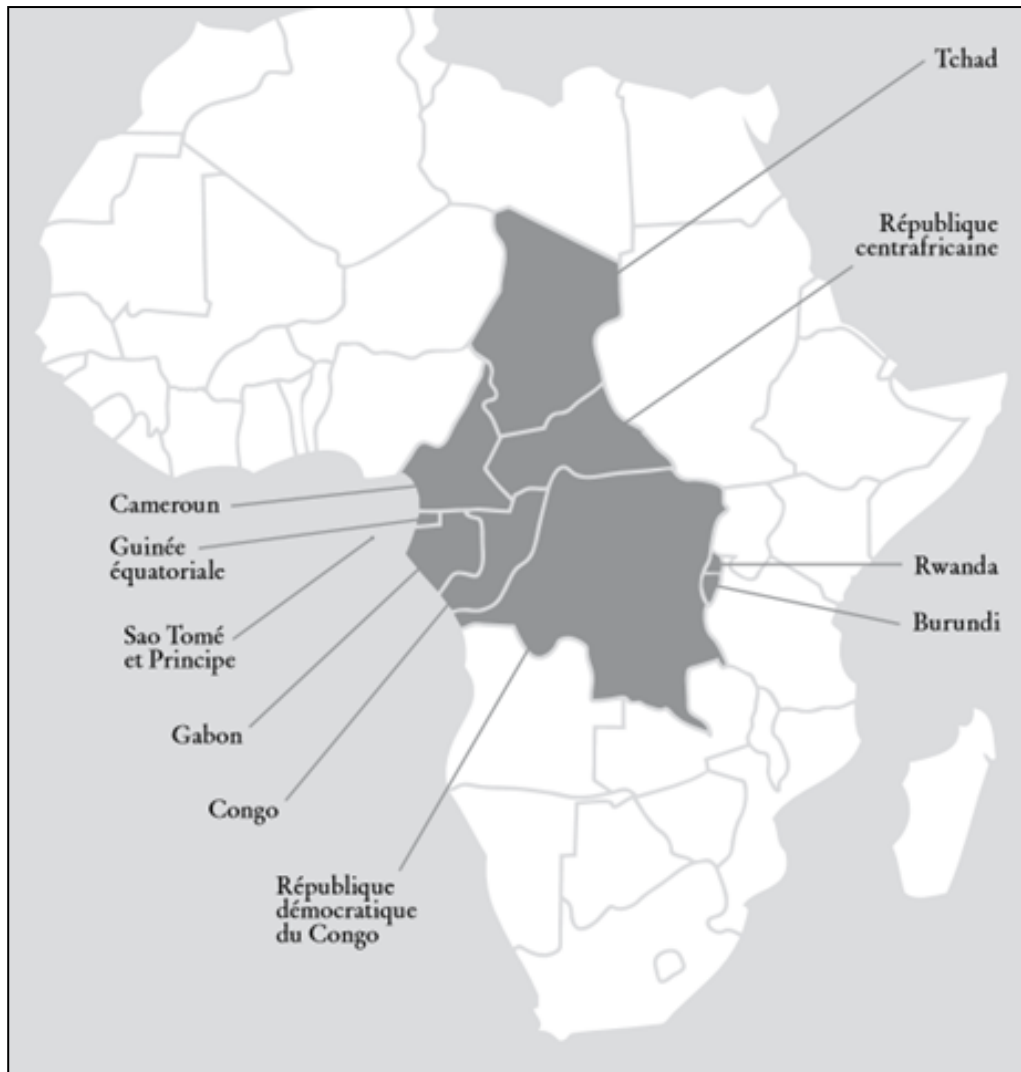 Tchad
République
centrafricaine
Cameroun
Guinée
équatoriale
Rwanda
Burundi
Sao Tomé
et Principe
Gabon
Congo
République
démocratique
du Congo